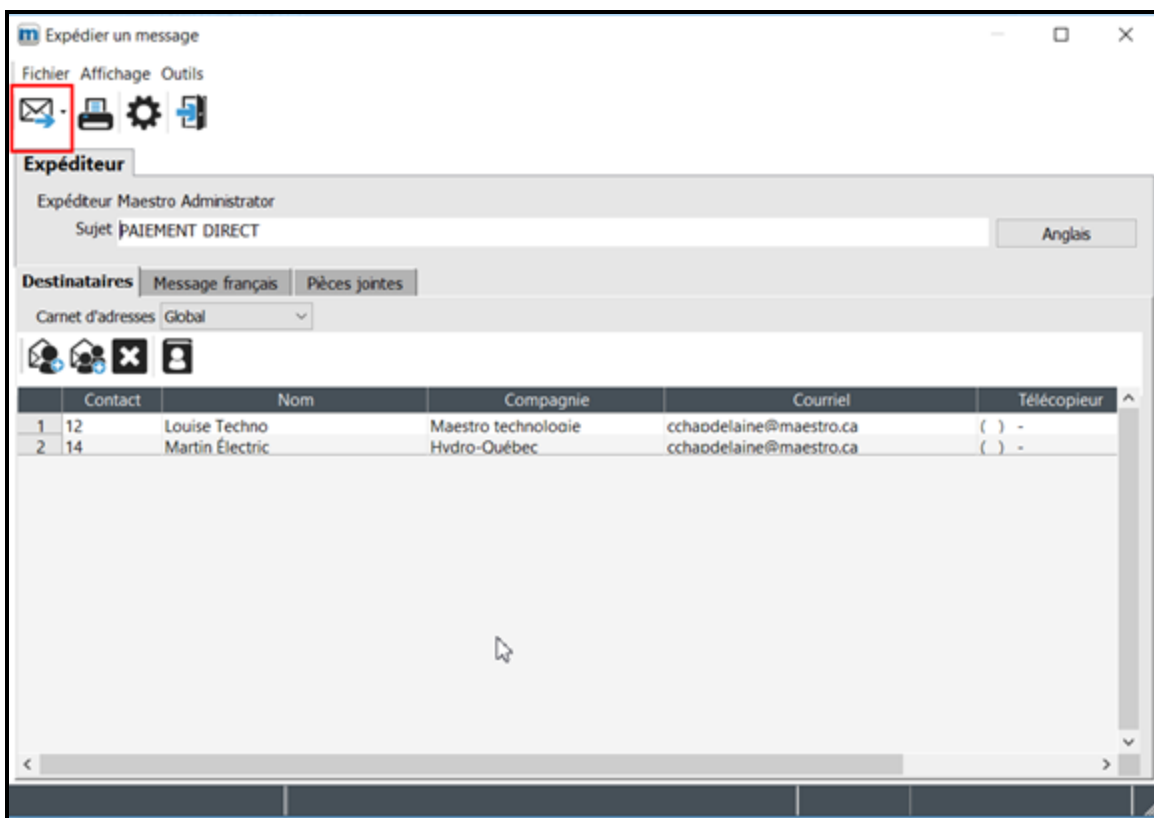 m Expédier un message
Fichier Affichage Outils
Expéditeur
Expéditeur Maestro Administrator
Sujet PAIEMENT DIRECT Anglais
Destinataires Message français Pièces jointes
Carnet d'adresses Global
Contact Nom Compagnie Courriel Télécopieur
1 12 Louise Techno Maestro technologie cchapdelaine@maestro.ca ( ) -
2 14 Martin Électric Hydro-Québec cchapdelaine@maestro.ca ( ) -